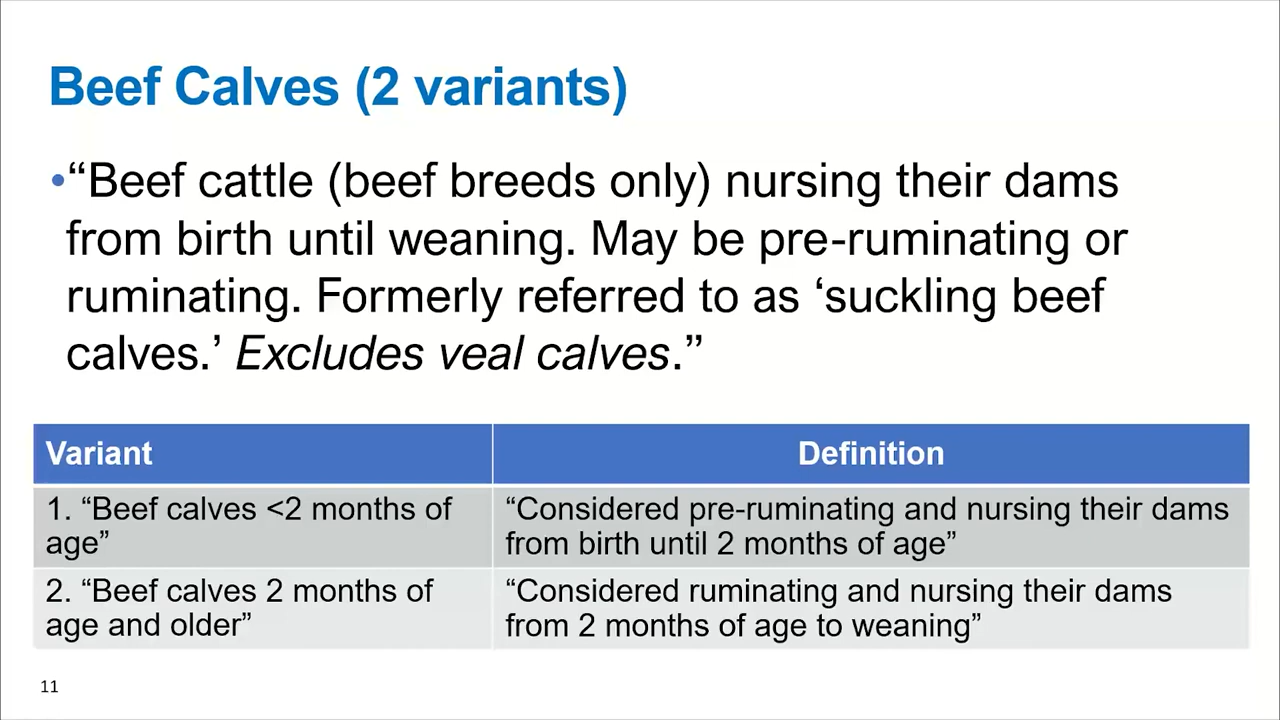 Beef Calves (2 variants)
•“Beef cattle (beef breeds only) nursing their dams
from birth until weaning. May be pre-ruminating or
ruminating. Formerly referred to as ‘suckling beef
calves.’ Excludes veal calves.”
Variant
Definition
1. “Beef calves <2 months of
age”
“Considered pre-ruminating and nursing their dams
from birth until 2 months of age”
2. “Beef calves 2 months of
age and older”
“Considered ruminating and nursing their dams
from 2 months of age to weaning”
11